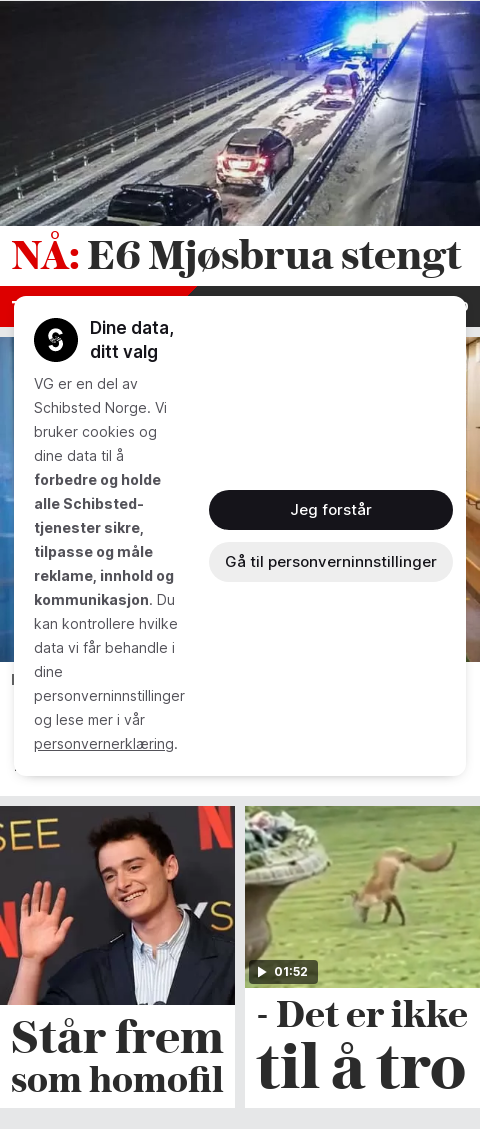 NÅ: E6 Mjøsbrua stengt
Dine data,
ditt valg
VG er en del av
Schibsted Norge. Vi
bruker cookies og
dine data til å
forbedre og holde
alle Schibsted-
tjenester sikre,
tilpasse og måle
reklame, innhold og
kommunikasjon. Du
kan kontrollere hvilke
data vi får behandle i
dine
personverninnstillinger
og lese mer i vår
personvernerklæring.
Jeg forstår
Gå til personverninnstillinger
SEE
N
N
Står frem
som homofil
01:52
- Det er ikke
til å tro